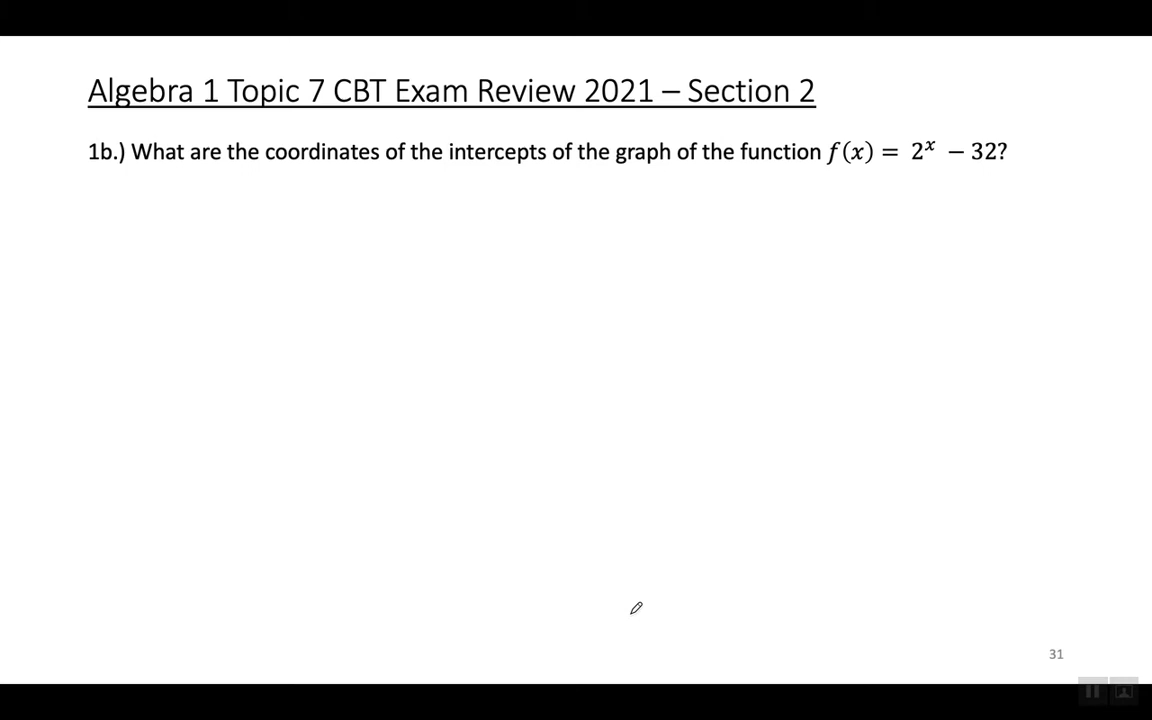 Algebra 1 Topic 7 CBT Exam Review 2021 – Section 2
1b.) What are the coordinates of the intercepts of the graph of the function f(x) = 2ˣ − 32?
31